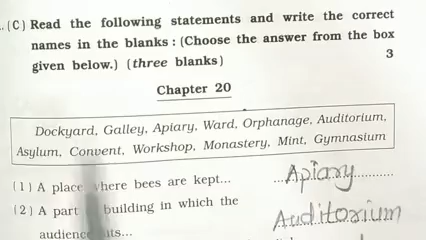 . (C) Read the following statements and write the correct
names in the blanks : (Choose the answer from the box
given below.) (three blanks) 3
Chapter 20
Dockyard, Galley, Apiary, Ward, Orphanage, Auditorium,
Asylum, Convent, Workshop, Monastery, Mint, Gymnasium
(1) A place where bees are kept... ...Apiary...........
(2) A part building in which the
Auditorium
audience